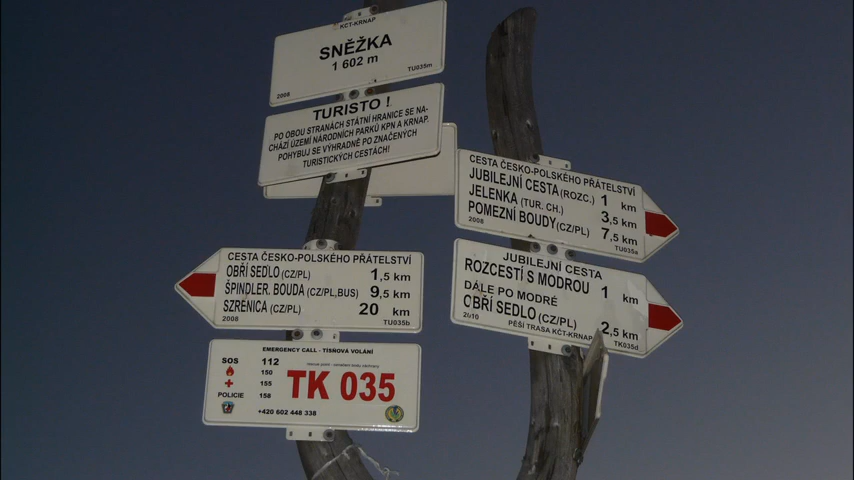 KČT-KRNAP
SNĚŽKA
1 602 m
2008 TU035m
TURISTO !
PO OBOU STRANÁCH STÁTNÍ HRANICE SE NA-
CHÁZÍ ÚZEMÍ NÁRODNÍCH PARKŮ KPN A KRNAP.
POHYBUJ SE VÝHRADNĚ PO ZNAČENÝCH
TURISTICKÝCH CESTÁCH!
CESTA ČESKO-POLSKÉHO PŘÁTELSTVÍ
JUBILEJNÍ CESTA (ROZC.) 1 km
JELENKA (TUR. CH.) 3,5 km
POMEZNÍ BOUDY (CZ/PL) 7,5 km
2008 TU035a
CESTA ČESKO-POLSKÉHO PŘÁTELSTVÍ
OBŘÍ SEDLO (CZ/PL) 1,5 km
ŠPINDLER. BOUDA (CZ/PL,BUS) 9,5 km
SZRENICA (CZ/PL) 20 km
2008 TU035b
JUBILEJNÍ CESTA
ROZCESTÍ S MODROU 1 km
DÁLE PO MODRÉ
OBŘÍ SEDLO (CZ/PL) 2,5 km
2010 PĚŠÍ TRASA KČT-KRNAP TK035d
EMERGENCY CALL - TÍSŇOVÁ VOLÁNÍ
SOS 112
150
155
POLICIE 158
TK 035
+420 602 448 338